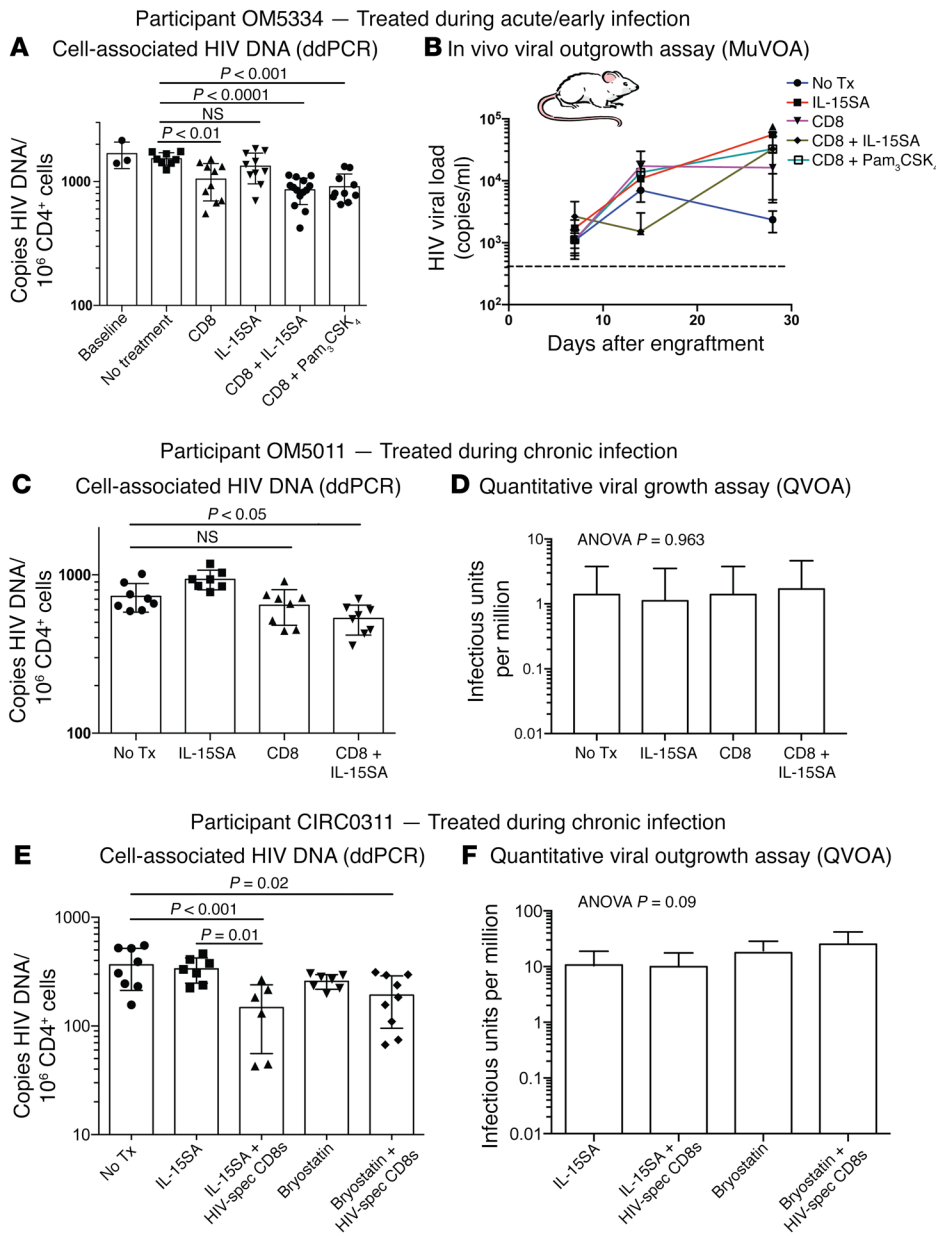 Participant OM5334 — Treated during acute/early infection
A Cell-associated HIV DNA (ddPCR)
P < 0.001
P < 0.0001
NS
P < 0.01
Copies HIV DNA/
10⁶ CD4⁺ cells
1000
100
Baseline
No treatment
CD8
IL-15SA
CD8 + IL-15SA
CD8 + Pam₃CSK₄
B In vivo viral outgrowth assay (MuVOA)
No Tx
IL-15SA
CD8
CD8 + IL-15SA
CD8 + Pam₃CSK₄
HIV viral load
(copies/ml)
10⁵
10⁴
10³
10²
0
10
20
30
Days after engraftment
Participant OM5011 — Treated during chronic infection
C Cell-associated HIV DNA (ddPCR)
P < 0.05
NS
Copies HIV DNA/
10⁶ CD4⁺ cells
1000
100
No Tx
IL-15SA
CD8
CD8 +
IL-15SA
D Quantitative viral growth assay (QVOA)
ANOVA P = 0.963
Infectious units
per million
10
1
0.1
0.01
No Tx
IL-15SA
CD8
CD8 +
IL-15SA
Participant CIRC0311 — Treated during chronic infection
E Cell-associated HIV DNA (ddPCR)
P = 0.02
P < 0.001
P = 0.01
Copies HIV DNA/
10⁶ CD4⁺ cells
1000
100
10
No Tx
IL-15SA
IL-15SA +
HIV-spec CD8s
Bryostatin
Bryostatin +
HIV-spec CD8s
F Quantitative viral outgrowth assay (QVOA)
ANOVA P = 0.09
Infectious units per million
100
10
1
0.1
0.01
IL-15SA
IL-15SA +
HIV-spec CD8s
Bryostatin
Bryostatin +
HIV-spec CD8s